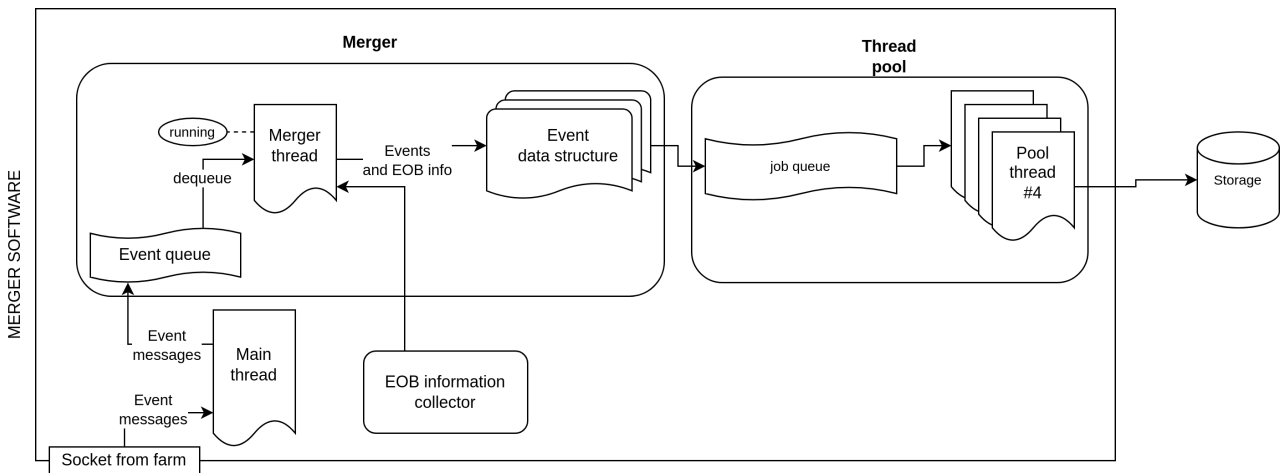 MERGER SOFTWARE
Merger
Thread
pool
running
Merger
thread
Events
and EOB info
Event
data structure
job queue
Pool
thread
#4
Storage
dequeue
Event queue
Event
messages
Main
thread
EOB information
collector
Event
messages
Socket from farm